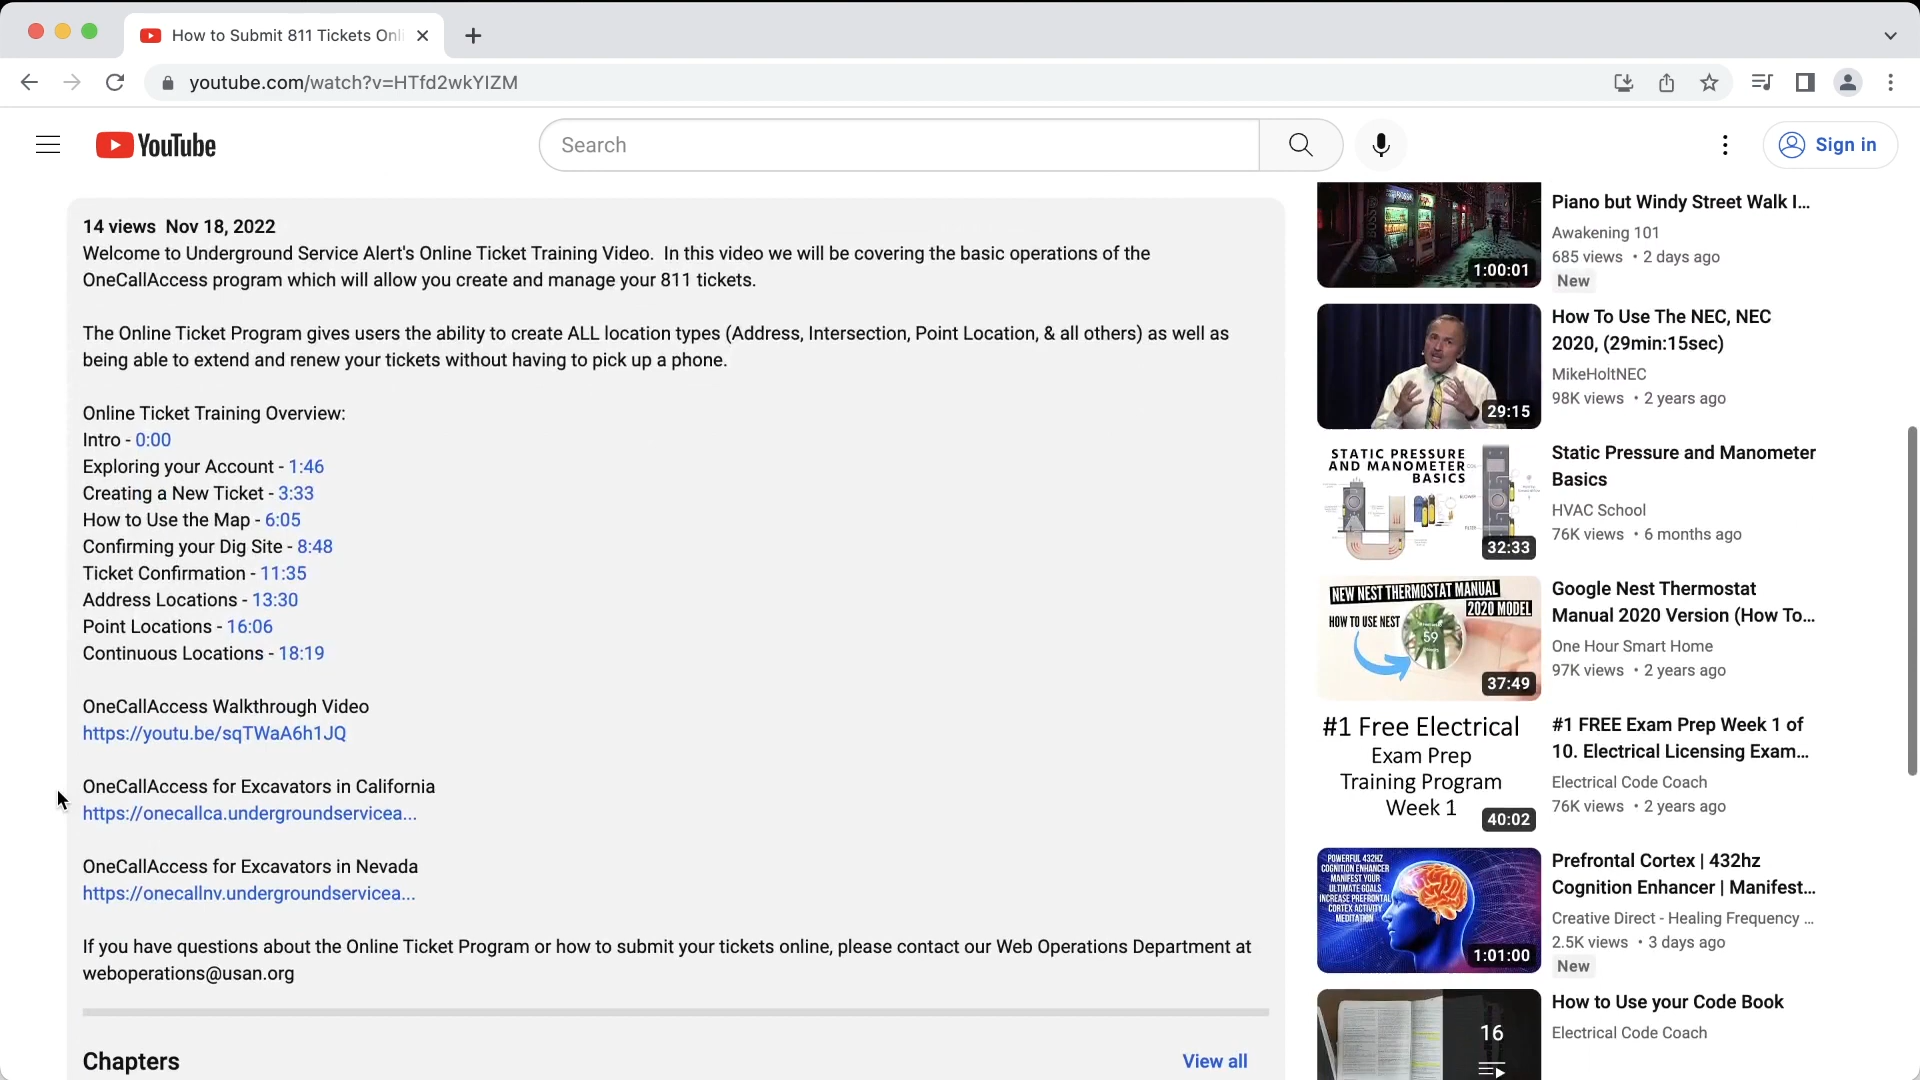 How to Submit 811 Tickets Onl
youtube.com/watch?v=HTfd2wkYIZM
YouTube
Search
Sign in
14 views Nov 18, 2022
Welcome to Underground Service Alert's Online Ticket Training Video. In this video we will be covering the basic operations of the
OneCallAccess program which will allow you create and manage your 811 tickets.
The Online Ticket Program gives users the ability to create ALL location types (Address, Intersection, Point Location, & all others) as well as
being able to extend and renew your tickets without having to pick up a phone.
Online Ticket Training Overview:
Intro - 0:00
Exploring your Account - 1:46
Creating a New Ticket - 3:33
How to Use the Map - 6:05
Confirming your Dig Site - 8:48
Ticket Confirmation - 11:35
Address Locations - 13:30
Point Locations - 16:06
Continuous Locations - 18:19
OneCallAccess Walkthrough Video
https://youtu.be/sqTWaA6h1JQ
OneCallAccess for Excavators in California
https://onecallca.undergroundservicea...
OneCallAccess for Excavators in Nevada
https://onecallnv.undergroundservicea...
If you have questions about the Online Ticket Program or how to submit your tickets online, please contact our Web Operations Department at
weboperations@usan.org
Chapters
View all
1:00:01
Piano but Windy Street Walk I...
Awakening 101
685 views • 2 days ago
New
29:15
How To Use The NEC, NEC
2020, (29min:15sec)
MikeHoltNEC
98K views • 2 years ago
STATIC PRESSURE
AND MANOMETER
BASICS
32:33
Static Pressure and Manometer
Basics
HVAC School
76K views • 6 months ago
NEW NEST THERMOSTAT MANUAL
2020 MODEL
HOW TO USE NEST
59
37:49
Google Nest Thermostat
Manual 2020 Version (How To...
One Hour Smart Home
97K views • 2 years ago
#1 Free Electrical
Exam Prep
Training Program
Week 1
40:02
#1 FREE Exam Prep Week 1 of
10. Electrical Licensing Exam...
Electrical Code Coach
76K views • 2 years ago
POWERFUL 432HZ
COGNITION ENHANCER
MANIFEST YOUR
ULTIMATE GOALS
INCREASE PREFRONTAL
CORTEX ACTIVITY
MEDITATION
1:01:00
Prefrontal Cortex | 432hz
Cognition Enhancer | Manifest...
Creative Direct - Healing Frequency ...
2.5K views • 3 days ago
New
16
How to Use your Code Book
Electrical Code Coach